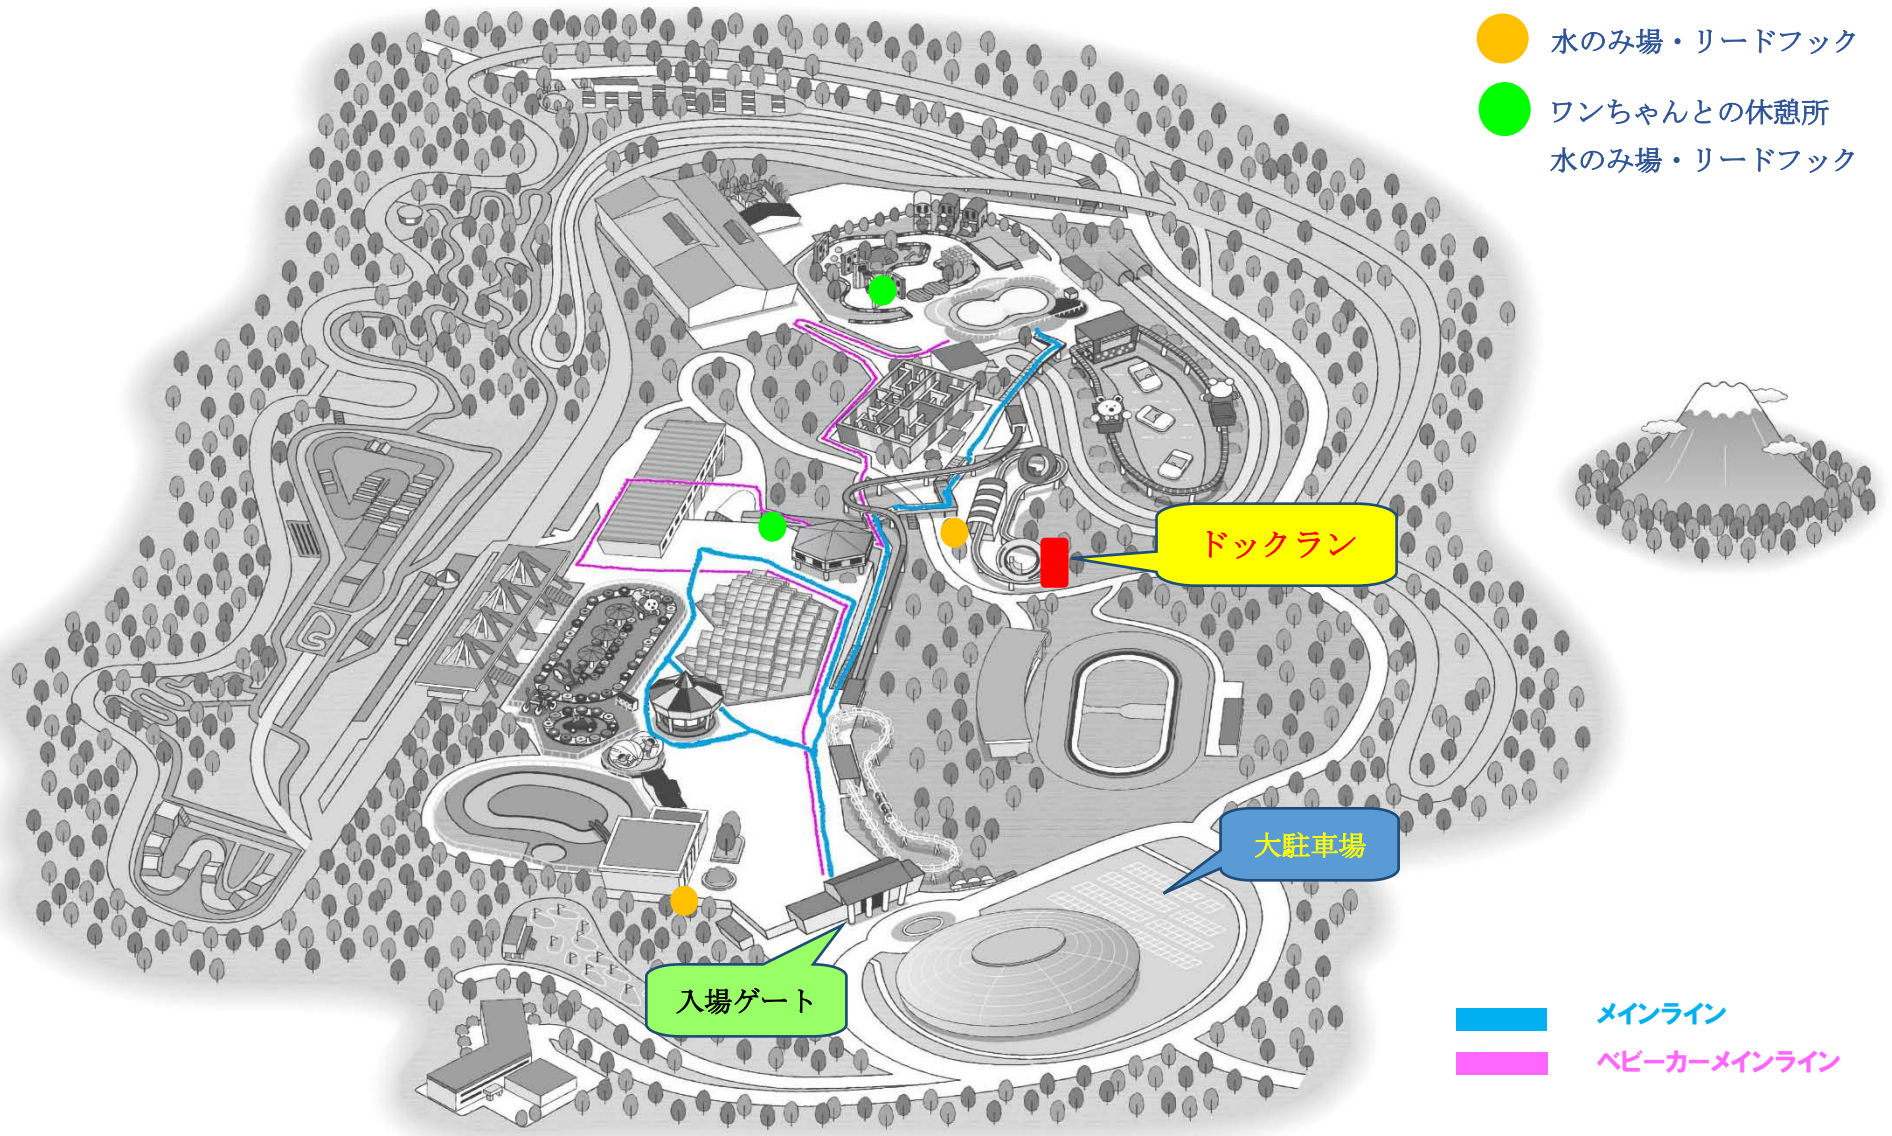 水のみ場・リードフック
ワンちゃんとの休憩所
水のみ場・リードフック
ドックラン
大駐車場
入場ゲート
メインライン
ベビーカーメインライン